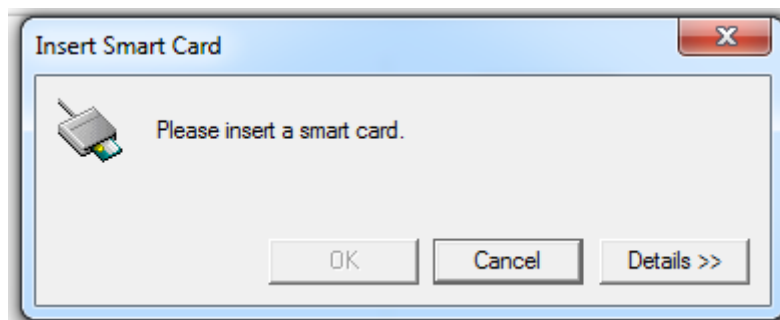 Insert Smart Card
Please insert a smart card.
OK
Cancel
Details >>